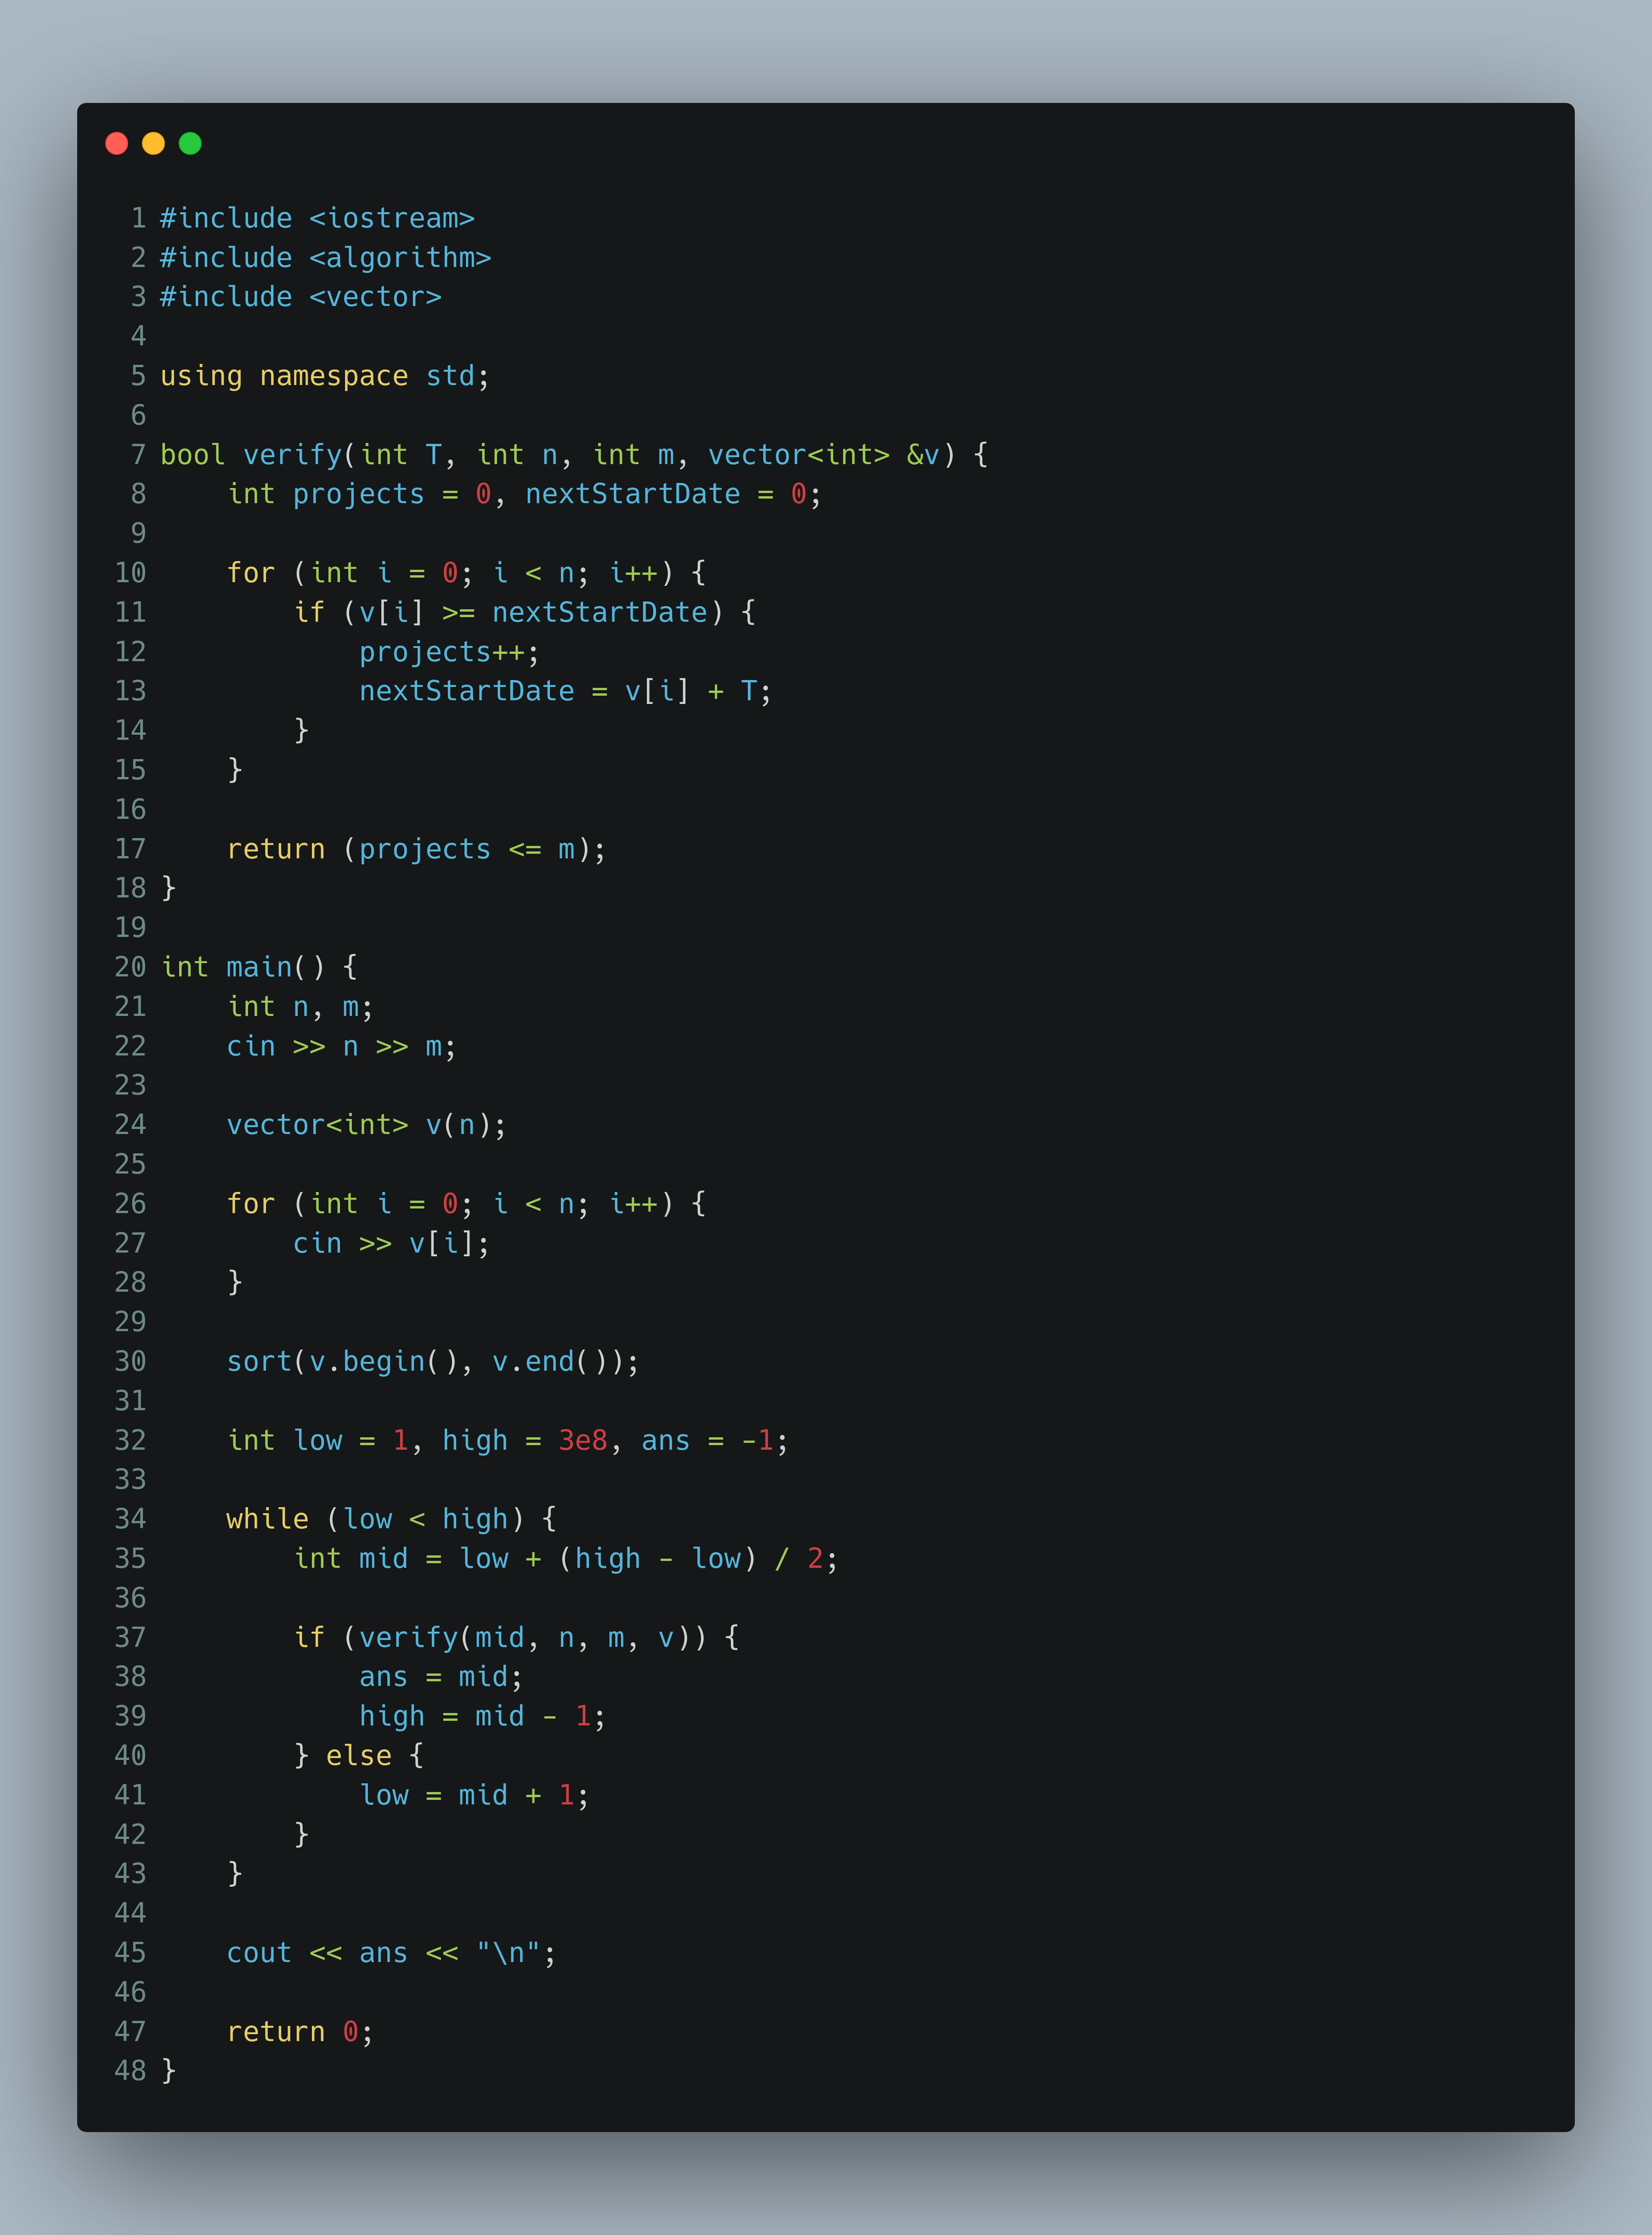 1 #include <iostream>
2 #include <algorithm>
3 #include <vector>
4
5 using namespace std;
6
7 bool verify(int T, int n, int m, vector<int> &v) {
8     int projects = 0, nextStartDate = 0;
9
10     for (int i = 0; i < n; i++) {
11         if (v[i] >= nextStartDate) {
12             projects++;
13             nextStartDate = v[i] + T;
14         }
15     }
16
17     return (projects <= m);
18 }
19
20 int main() {
21     int n, m;
22     cin >> n >> m;
23
24     vector<int> v(n);
25
26     for (int i = 0; i < n; i++) {
27         cin >> v[i];
28     }
29
30     sort(v.begin(), v.end());
31
32     int low = 1, high = 3e8, ans = -1;
33
34     while (low < high) {
35         int mid = low + (high - low) / 2;
36
37         if (verify(mid, n, m, v)) {
38             ans = mid;
39             high = mid - 1;
40         } else {
41             low = mid + 1;
42         }
43     }
44
45     cout << ans << "\n";
46
47     return 0;
48 }